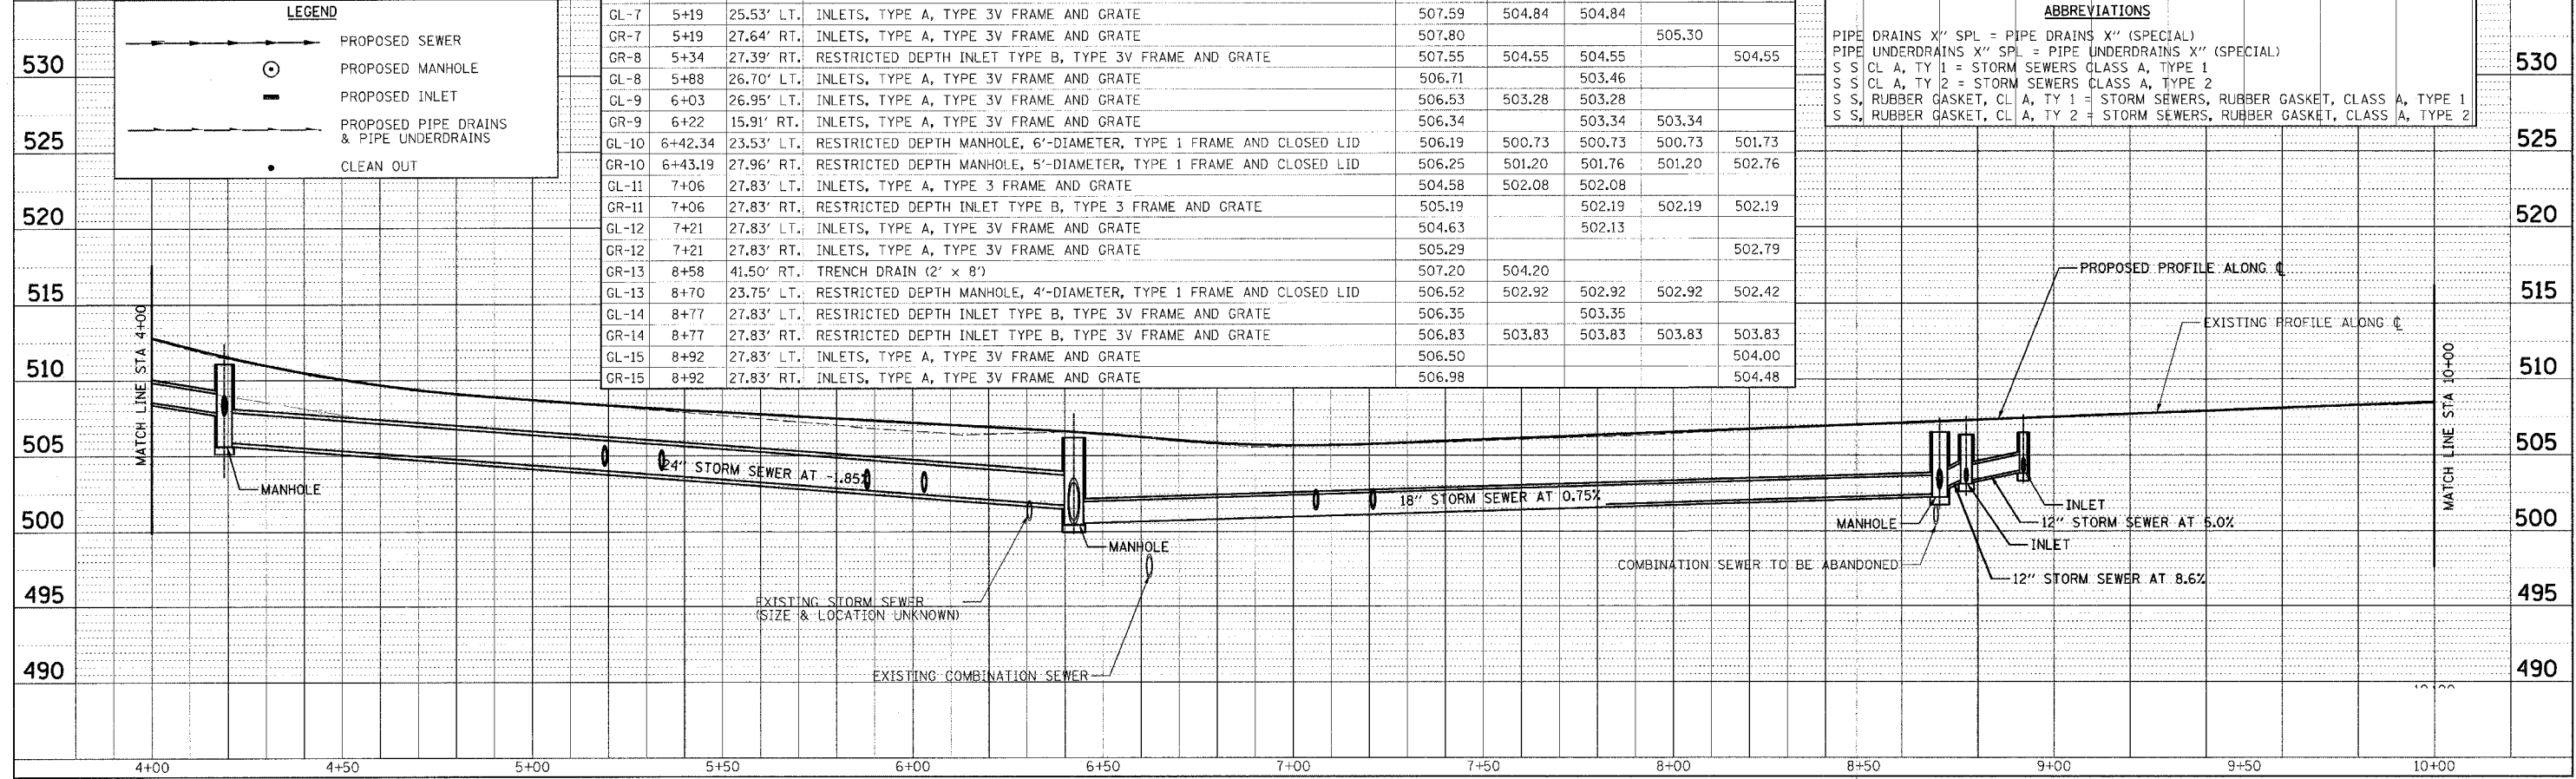 LEGEND
PROPOSED SEWER
PROPOSED MANHOLE
PROPOSED INLET
PROPOSED PIPE DRAINS
& PIPE UNDERDRAINS
CLEAN OUT
GL-7 5+19 25.53' LT. INLETS, TYPE A, TYPE 3V FRAME AND GRATE 507.59 504.84 504.84
GR-7 5+19 27.64' RT. INLETS, TYPE A, TYPE 3V FRAME AND GRATE 507.80 505.30
GR-8 5+34 27.39' RT. RESTRICTED DEPTH INLET TYPE B, TYPE 3V FRAME AND GRATE 507.55 504.55 504.55 504.55
GL-8 5+88 26.70' LT. INLETS, TYPE A, TYPE 3V FRAME AND GRATE 506.71 503.46
GL-9 6+03 26.95' LT. INLETS, TYPE A, TYPE 3V FRAME AND GRATE 506.53 503.28 503.28
GR-9 6+22 15.91' RT. INLETS, TYPE A, TYPE 3V FRAME AND GRATE 506.34 503.34 503.34
GL-10 6+42.34 23.53' LT. RESTRICTED DEPTH MANHOLE, 6'-DIAMETER, TYPE 1 FRAME AND CLOSED LID 506.19 500.73 500.73 500.73 501.73
GR-10 6+43.19 27.96' RT. RESTRICTED DEPTH MANHOLE, 5'-DIAMETER, TYPE 1 FRAME AND CLOSED LID 506.25 501.20 501.76 501.20 502.76
GL-11 7+06 27.83' LT. INLETS, TYPE A, TYPE 3 FRAME AND GRATE 504.58 502.08 502.08
GR-11 7+06 27.83' RT. RESTRICTED DEPTH INLET TYPE B, TYPE 3 FRAME AND GRATE 505.19 502.19 502.19 502.19
GL-12 7+21 27.83' LT. INLETS, TYPE A, TYPE 3V FRAME AND GRATE 504.63 502.13
GR-12 7+21 27.83' RT. INLETS, TYPE A, TYPE 3V FRAME AND GRATE 505.29 502.79
GR-13 8+58 41.50' RT. TRENCH DRAIN (2' x 8') 507.20 504.20
GL-13 8+70 23.75' LT. RESTRICTED DEPTH MANHOLE, 4'-DIAMETER, TYPE 1 FRAME AND CLOSED LID 506.52 502.92 502.92 502.92 502.42
GL-14 8+77 27.83' LT. RESTRICTED DEPTH INLET TYPE B, TYPE 3V FRAME AND GRATE 506.35 503.35
GR-14 8+77 27.83' RT. RESTRICTED DEPTH INLET TYPE B, TYPE 3V FRAME AND GRATE 506.83 503.83 503.83 503.83 503.83
GL-15 8+92 27.83' LT. INLETS, TYPE A, TYPE 3V FRAME AND GRATE 506.50 504.00
GR-15 8+92 27.83' RT. INLETS, TYPE A, TYPE 3V FRAME AND GRATE 506.98 504.48
ABBREVIATIONS
PIPE DRAINS X" SPL = PIPE DRAINS X" (SPECIAL)
PIPE UNDERDRAINS X" SPL = PIPE UNDERDRAINS X" (SPECIAL)
S S CL A, TY 1 = STORM SEWERS CLASS A, TYPE 1
S S CL A, TY 2 = STORM SEWERS CLASS A, TYPE 2
S S, RUBBER GASKET, CL A, TY 1 = STORM SEWERS, RUBBER GASKET, CLASS A, TYPE 1
S S, RUBBER GASKET, CL A, TY 2 = STORM SEWERS, RUBBER GASKET, CLASS A, TYPE 2
530 530
525 525
520 520
515 515
510 510
505 505
500 500
495 495
490 490
MATCH LINE STA 4+00
MANHOLE
24" STORM SEWER AT -1.85%
EXISTING STORM SEWER
(SIZE & LOCATION UNKNOWN)
EXISTING COMBINATION SEWER
MANHOLE
18" STORM SEWER AT 0.75%
PROPOSED PROFILE ALONG ℄
EXISTING PROFILE ALONG ℄
MANHOLE
COMBINATION SEWER TO BE ABANDONED
INLET
12" STORM SEWER AT 5.0%
INLET
12" STORM SEWER AT 8.6%
MATCH LINE STA 10+00
4+00 4+50 5+00 5+50 6+00 6+50 7+00 7+50 8+00 8+50 9+00 9+50 10+00